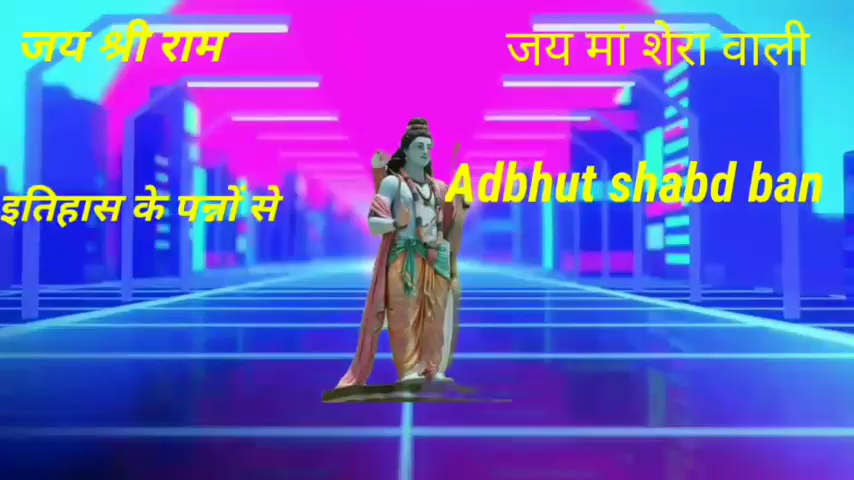 जय श्री राम
जय मां शेरा वाली
Adbhut shabd ban
इतिहास के पन्नों से